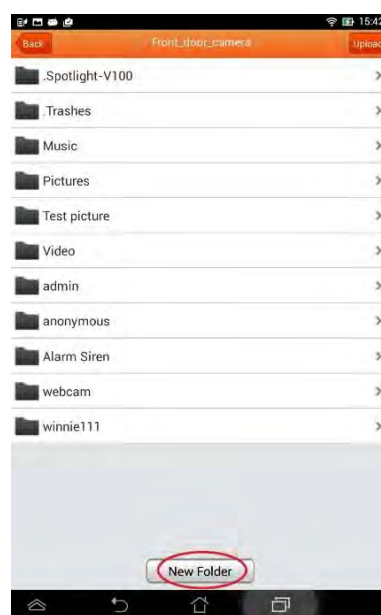 15:42
Back
Front_door_camera
Upload
.Spotlight-V100
.Trashes
Music
Pictures
Test picture
Video
admin
anonymous
Alarm Siren
webcam
winnie111
New Folder